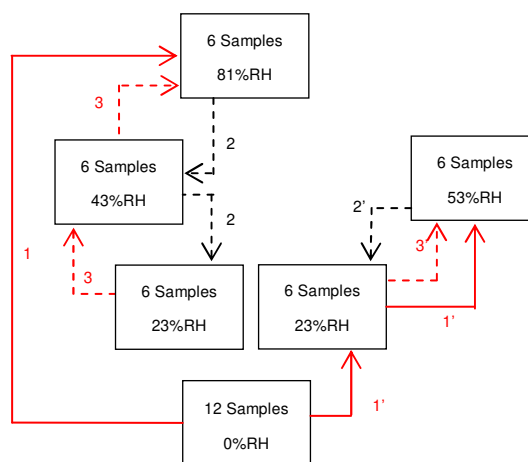 6 Samples
81%RH
3
2
6 Samples
43%RH
6 Samples
53%RH
2'
2
3'
1
3
6 Samples
23%RH
6 Samples
23%RH
1'
12 Samples
0%RH
1'